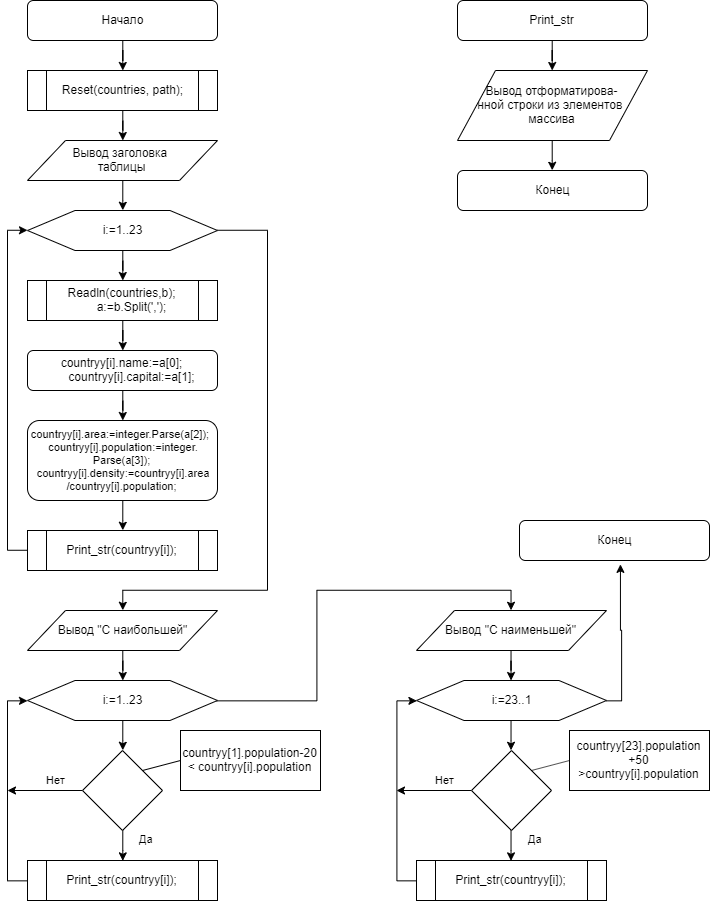 Начало
Reset(countries, path);
Вывод заголовка
таблицы
i:=1..23
Readln(countries,b);
a:=b.Split(',');
countryy[i].name:=a[0];
countryy[i].capital:=a[1];
countryy[i].area:=integer.Parse(a[2]);
countryy[i].population:=integer.
Parse(a[3]);
countryy[i].density:=countryy[i].area
/countryy[i].population;
Print_str(countryy[i]);
Вывод "С наибольшей"
i:=1..23
countryy[1].population-20
< countryy[i].population
Нет
Да
Print_str(countryy[i]);
Print_str
Вывод отформатирова-
нной строки из элементов
массива
Конец
Конец
Вывод "С наименьшей"
i:=23..1
countryy[23].population
+50
>countryy[i].population
Нет
Да
Print_str(countryy[i]);